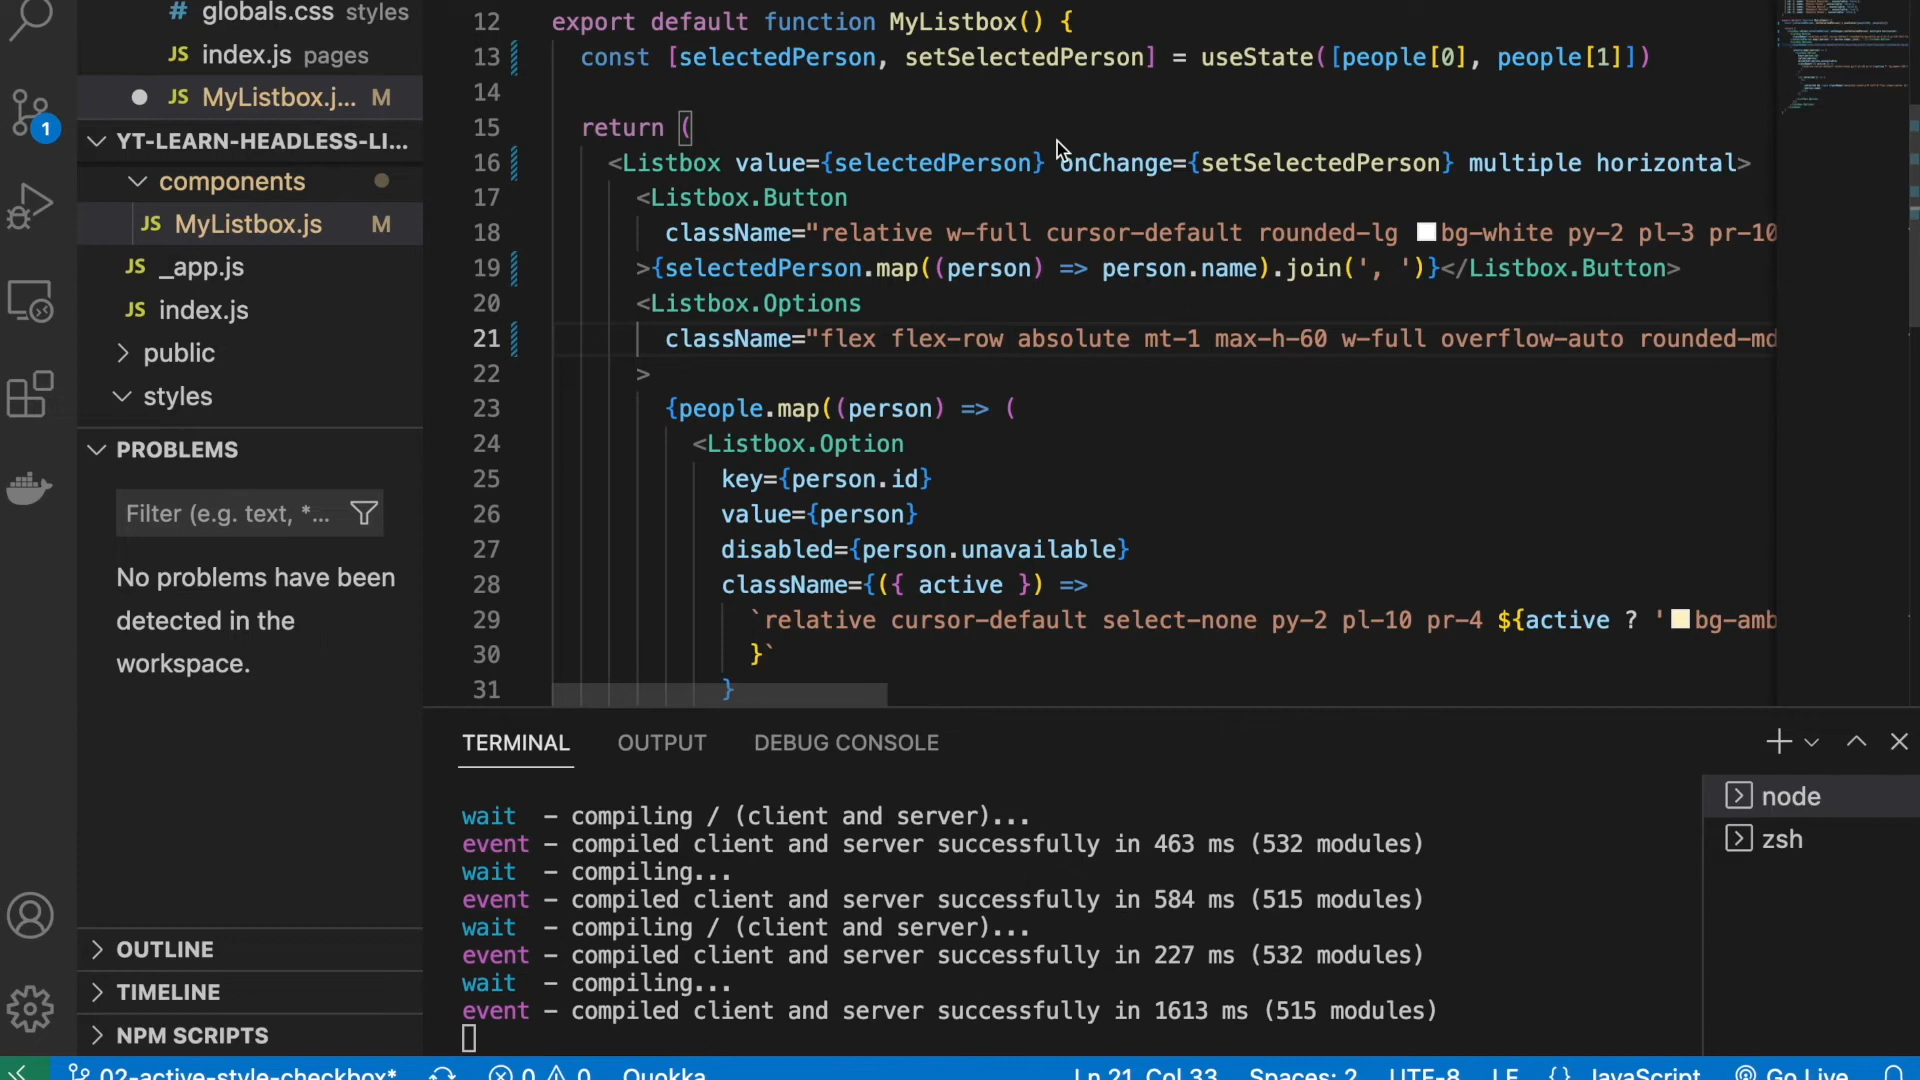 # globals.css styles
JS index.js pages
JS MyListbox.j... M
1
YT-LEARN-HEADLESS-LI...
components
JS MyListbox.js M
JS _app.js
JS index.js
public
styles
PROBLEMS
Filter (e.g. text, *...
No problems have been
detected in the
workspace.
OUTLINE
TIMELINE
NPM SCRIPTS
12 export default function MyListbox() {
13 const [selectedPerson, setSelectedPerson] = useState([people[0], people[1]])
14
15 return (
16 <Listbox value={selectedPerson} onChange={setSelectedPerson} multiple horizontal>
17 <Listbox.Button
18 className="relative w-full cursor-default rounded-lg bg-white py-2 pl-3 pr-10
19 >{selectedPerson.map((person) => person.name).join(', ')}</Listbox.Button>
20 <Listbox.Options
21 className="flex flex-row absolute mt-1 max-h-60 w-full overflow-auto rounded-md
22 >
23 {people.map((person) => (
24 <Listbox.Option
25 key={person.id}
26 value={person}
27 disabled={person.unavailable}
28 className={({ active }) =>
29 `relative cursor-default select-none py-2 pl-10 pr-4 ${active ? 'bg-amb
30 }`
31 }
TERMINAL OUTPUT DEBUG CONSOLE
wait – compiling / (client and server)...
event – compiled client and server successfully in 463 ms (532 modules)
wait – compiling...
event – compiled client and server successfully in 584 ms (515 modules)
wait – compiling / (client and server)...
event – compiled client and server successfully in 227 ms (532 modules)
wait – compiling...
event – compiled client and server successfully in 1613 ms (515 modules)
node
zsh
02-active-style-checkbox* 0 0 Quokka Ln 21, Col 33 Spaces: 2 UTF-8 LF {} JavaScript Go Live